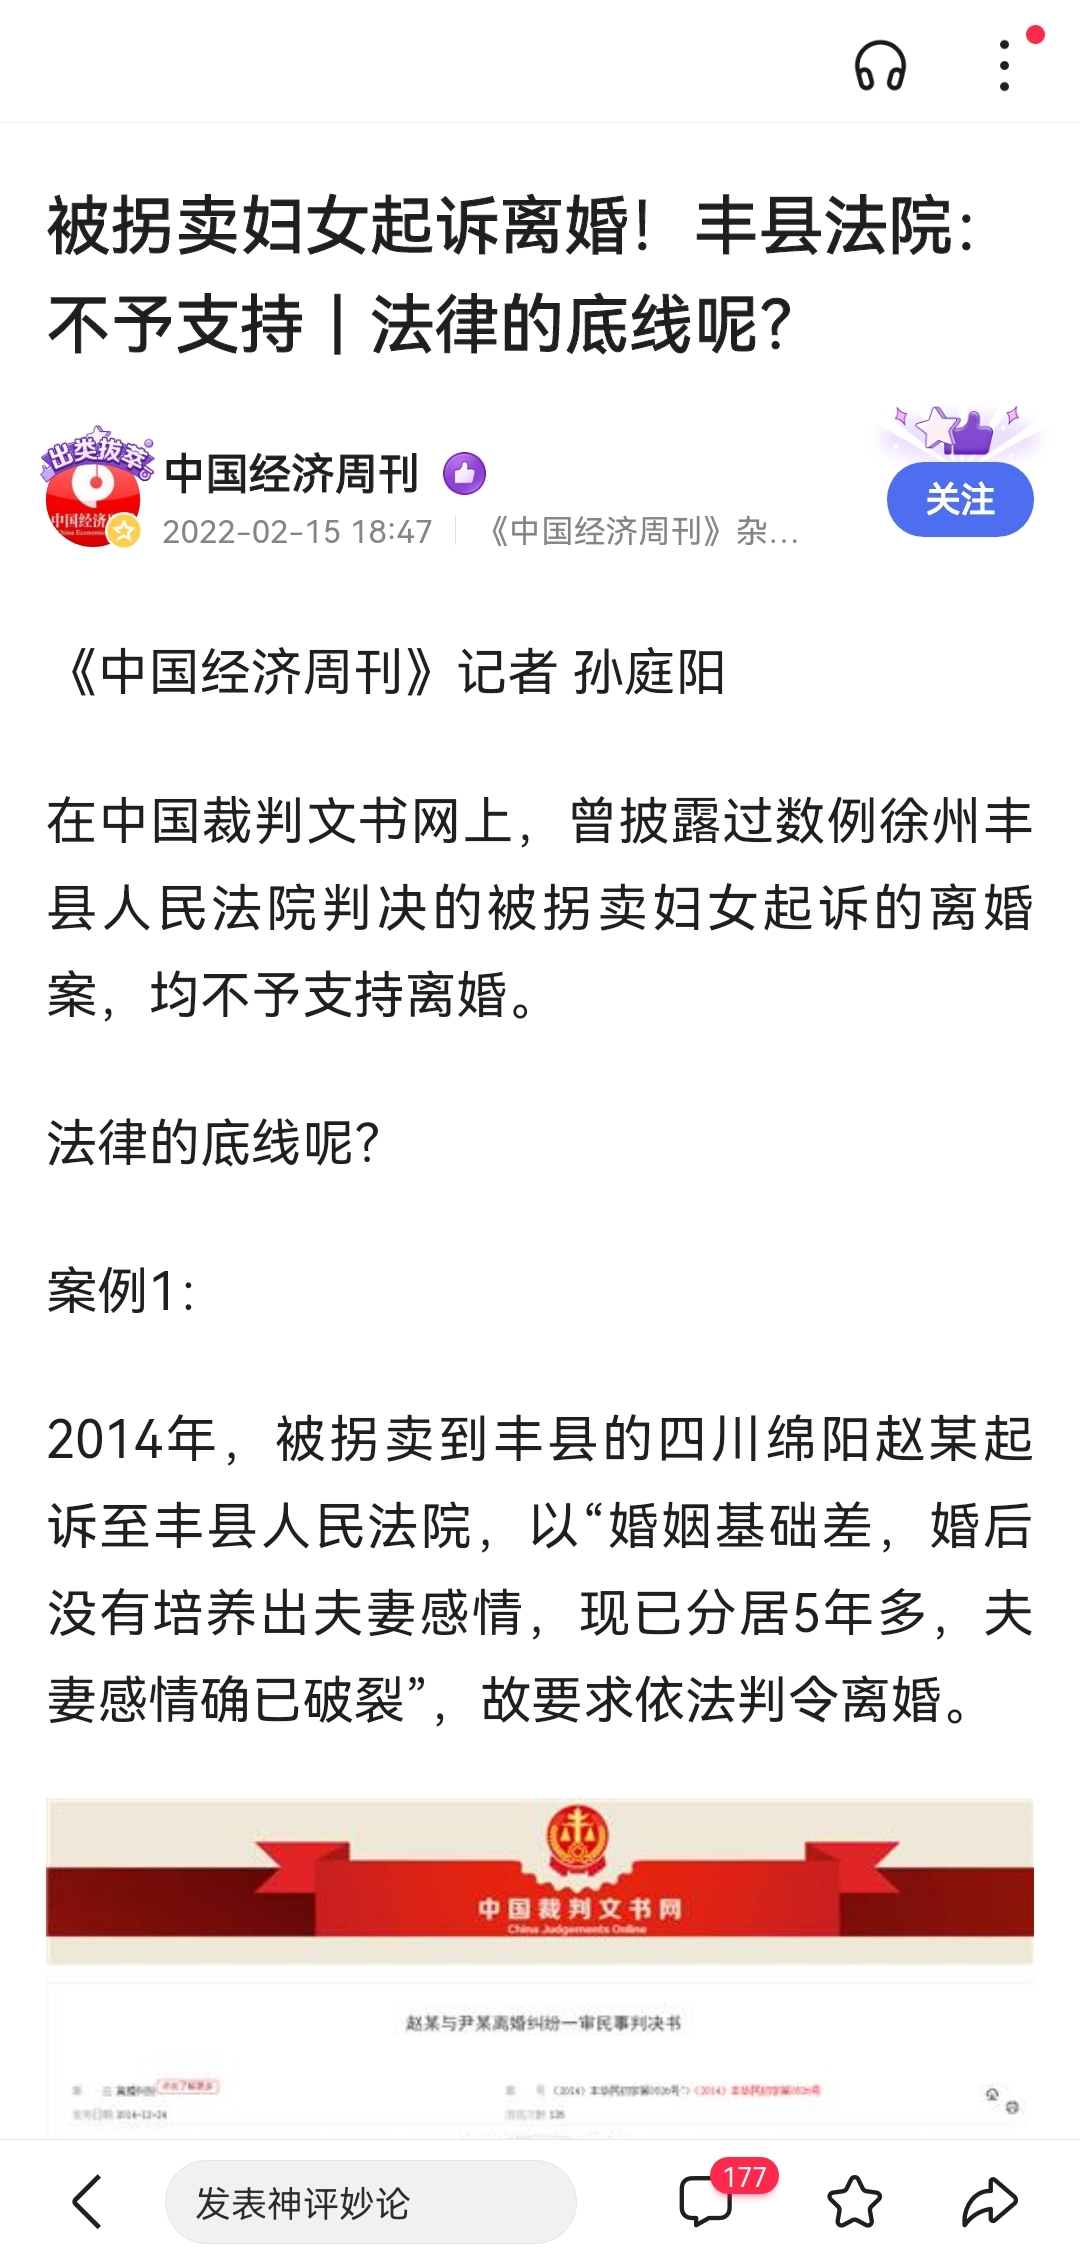 被拐卖妇女起诉离婚！丰县法院：
不予支持｜法律的底线呢？
出类拔萃
中国经济周刊
关注
2022-02-15 18:47
《中国经济周刊》杂...
《中国经济周刊》记者 孙庭阳
在中国裁判文书网上，曾披露过数例徐州丰
县人民法院判决的被拐卖妇女起诉的离婚
案，均不予支持离婚。
法律的底线呢？
案例1：
2014年，被拐卖到丰县的四川绵阳赵某起
诉至丰县人民法院，以“婚姻基础差，婚后
没有培养出夫妻感情，现已分居5年多，夫
妻感情确已破裂”，故要求依法判令离婚。
中国裁判文书网
China Judgements Online
赵某与尹某离婚纠纷一审民事判决书
离婚纠纷
2014-12-24
126
发表神评妙论
177